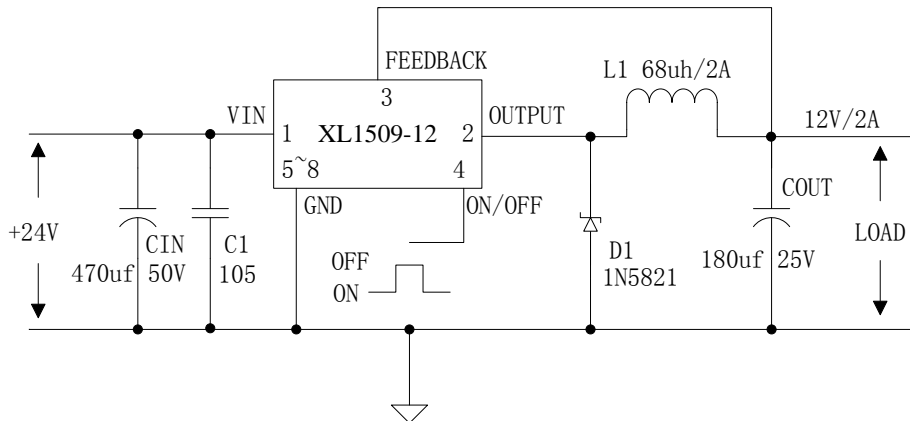 FEEDBACK
L1 68uh/2A
3
VIN
OUTPUT
12V/2A
1 XL1509-12 2
5~8 4
GND
ON/OFF
COUT
+24V
CIN
C1
OFF
D1
LOAD
470uf 50V
105
ON
1N5821
180uf 25V